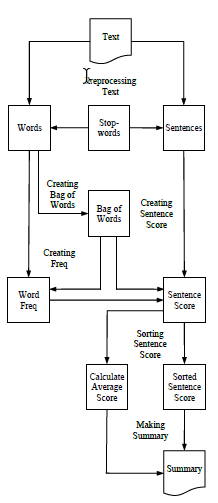 Text
Preprocessing
Text
Words
Stop-
words
Sentences
Creating
Bag of
Words
Bag of
Words
Creating
Sentence
Score
Creating
Freq
Word
Freq
Sentence
Score
Sorting
Sentence
Score
Calculate
Average
Score
Sorted
Sentence
Score
Making
Summary
Summary